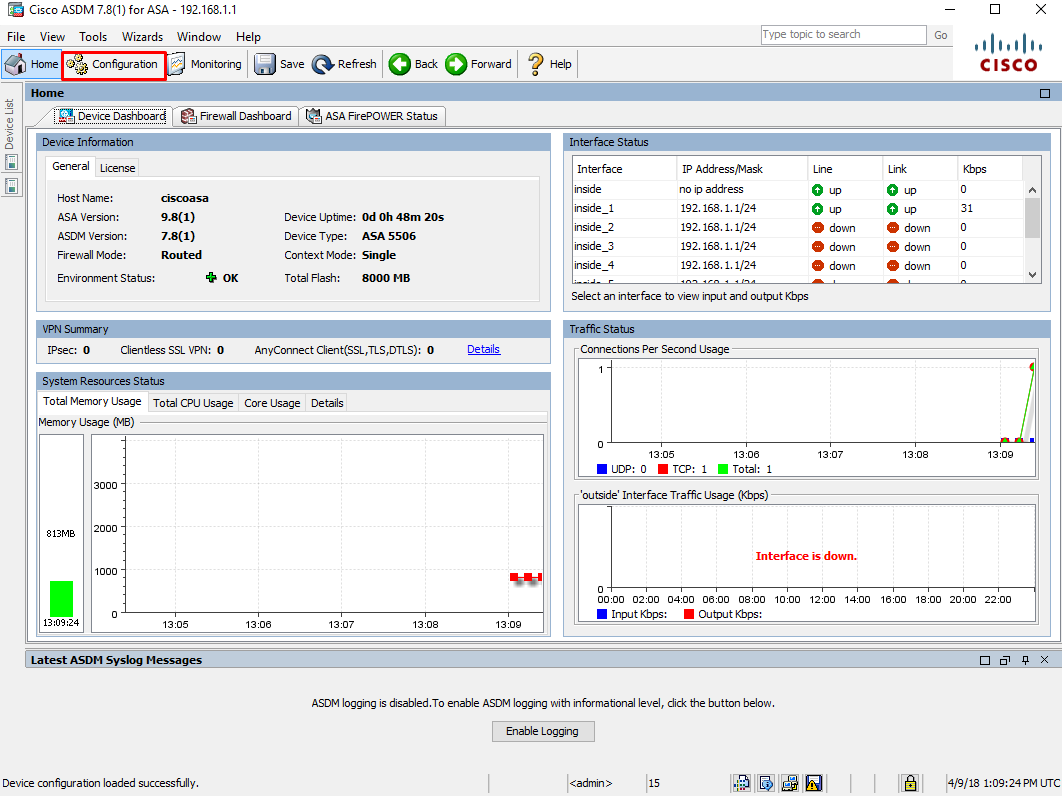 Cisco ASDM 7.8(1) for ASA - 192.168.1.1
File View Tools Wizards Window Help
Type topic to search Go
CISCO
Home Configuration Monitoring Save Refresh Back Forward Help
Device List
Home
Device Dashboard Firewall Dashboard ASA FirePOWER Status
Device Information
General License
Host Name: ciscoasa
ASA Version: 9.8(1) Device Uptime: 0d 0h 48m 20s
ASDM Version: 7.8(1) Device Type: ASA 5506
Firewall Mode: Routed Context Mode: Single
Environment Status: OK Total Flash: 8000 MB
Interface Status
Interface IP Address/Mask Line Link Kbps
inside no ip address up up 0
inside_1 192.168.1.1/24 up up 31
inside_2 192.168.1.1/24 down down 0
inside_3 192.168.1.1/24 down down 0
inside_4 192.168.1.1/24 down down 0
Select an interface to view input and output Kbps
VPN Summary
IPsec: 0 Clientless SSL VPN: 0 AnyConnect Client(SSL,TLS,DTLS): 0 Details
System Resources Status
Total Memory Usage Total CPU Usage Core Usage Details
Memory Usage (MB)
813MB
13:09:24
3000
2000
1000
0
13:05 13:06 13:07 13:08 13:09
Traffic Status
Connections Per Second Usage
1
0
13:05 13:06 13:07 13:08 13:09
UDP: 0 TCP: 1 Total: 1
'outside' Interface Traffic Usage (Kbps)
Interface is down.
0
00:00 02:00 04:00 06:00 08:00 10:00 12:00 14:00 16:00 18:00 20:00 22:00
Input Kbps: Output Kbps:
Latest ASDM Syslog Messages
ASDM logging is disabled.To enable ASDM logging with informational level, click the button below.
Enable Logging
Device configuration loaded successfully. <admin> 15 4/9/18 1:09:24 PM UTC